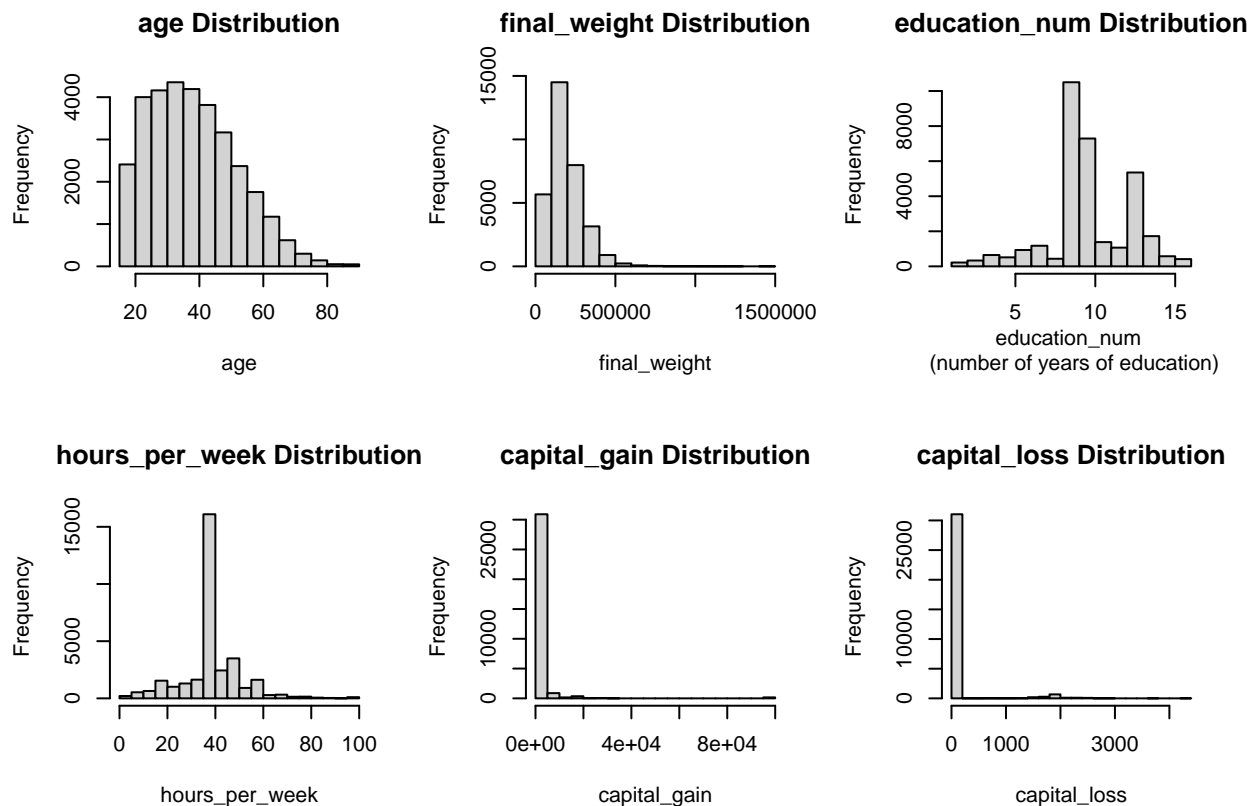 age Distribution
Frequency
0
2000
4000
20 40 60 80
age
final_weight Distribution
Frequency
0
5000
15000
0 500000 1500000
final_weight
education_num Distribution
Frequency
0
4000
8000
5 10 15
education_num
(number of years of education)
hours_per_week Distribution
Frequency
0
5000
15000
0 20 40 60 80 100
hours_per_week
capital_gain Distribution
Frequency
0
10000
25000
0e+00 4e+04 8e+04
capital_gain
capital_loss Distribution
Frequency
0
10000
25000
0 1000 3000
capital_loss